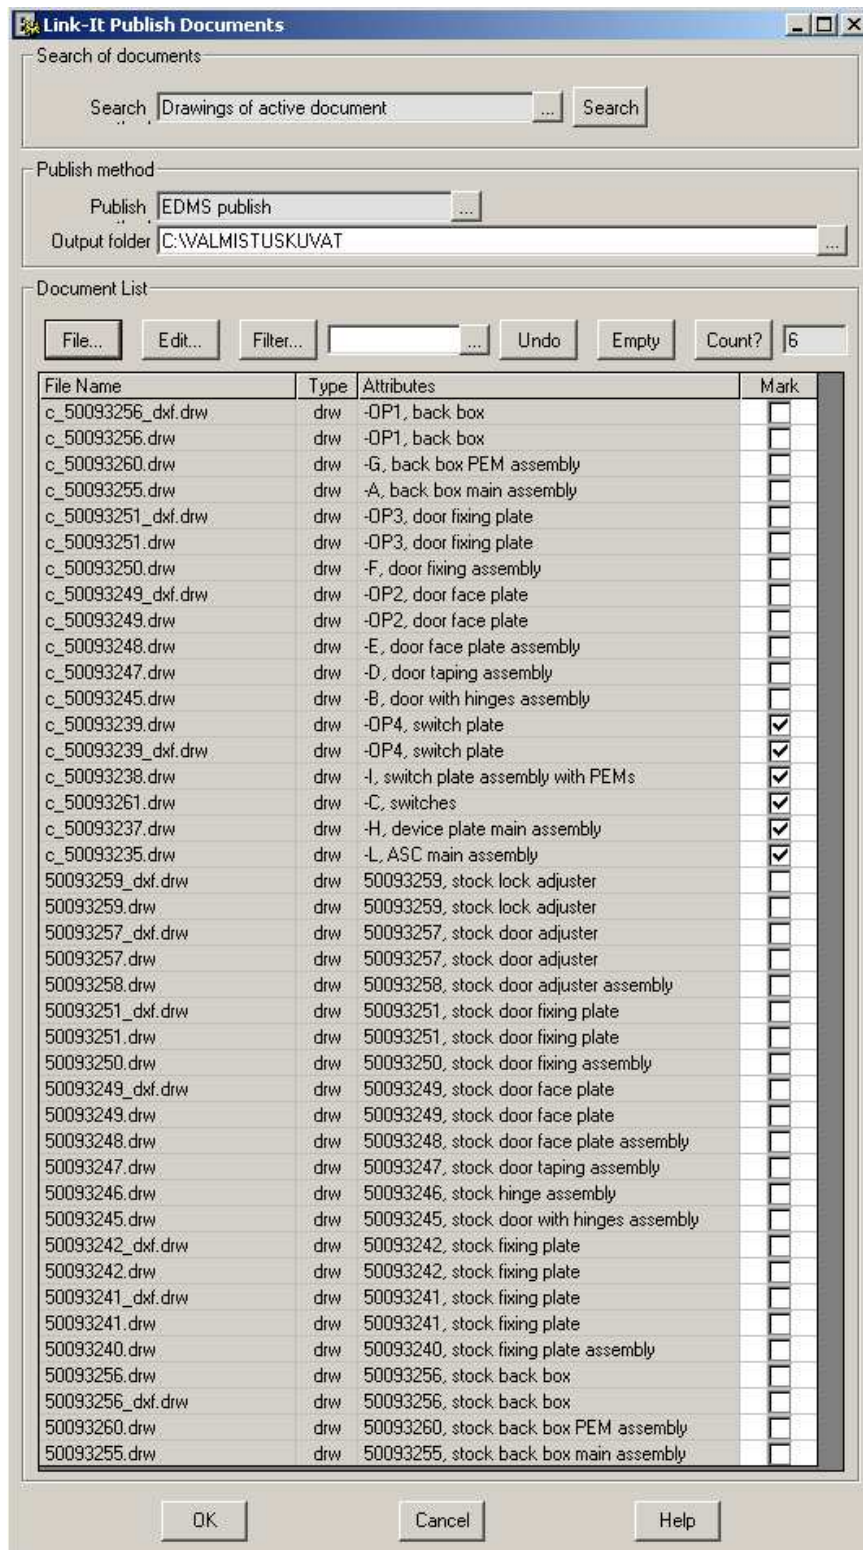 Link-It Publish Documents
Search of documents
Search Drawings of active document ... Search
Publish method
Publish EDMS publish ...
Output folder C:\VALMISTUSKUVAT ...
Document List
File... Edit... Filter... ... Undo Empty Count? 6
File Name Type Attributes Mark
c_50093256_dxf.drw drw -OP1, back box
c_50093256.drw drw -OP1, back box
c_50093260.drw drw -G, back box PEM assembly
c_50093255.drw drw -A, back box main assembly
c_50093251_dxf.drw drw -OP3, door fixing plate
c_50093251.drw drw -OP3, door fixing plate
c_50093250.drw drw -F, door fixing assembly
c_50093249_dxf.drw drw -OP2, door face plate
c_50093249.drw drw -OP2, door face plate
c_50093248.drw drw -E, door face plate assembly
c_50093247.drw drw -D, door taping assembly
c_50093245.drw drw -B, door with hinges assembly
c_50093239.drw drw -OP4, switch plate
c_50093239_dxf.drw drw -OP4, switch plate
c_50093238.drw drw -I, switch plate assembly with PEMs
c_50093261.drw drw -C, switches
c_50093237.drw drw -H, device plate main assembly
c_50093235.drw drw -L, ASC main assembly
50093259_dxf.drw drw 50093259, stock lock adjuster
50093259.drw drw 50093259, stock lock adjuster
50093257_dxf.drw drw 50093257, stock door adjuster
50093257.drw drw 50093257, stock door adjuster
50093258.drw drw 50093258, stock door adjuster assembly
50093251_dxf.drw drw 50093251, stock door fixing plate
50093251.drw drw 50093251, stock door fixing plate
50093250.drw drw 50093250, stock door fixing assembly
50093249_dxf.drw drw 50093249, stock door face plate
50093249.drw drw 50093249, stock door face plate
50093248.drw drw 50093248, stock door face plate assembly
50093247.drw drw 50093247, stock door taping assembly
50093246.drw drw 50093246, stock hinge assembly
50093245.drw drw 50093245, stock door with hinges assembly
50093242_dxf.drw drw 50093242, stock fixing plate
50093242.drw drw 50093242, stock fixing plate
50093241_dxf.drw drw 50093241, stock fixing plate
50093241.drw drw 50093241, stock fixing plate
50093240.drw drw 50093240, stock fixing plate assembly
50093256.drw drw 50093256, stock back box
50093256_dxf.drw drw 50093256, stock back box
50093260.drw drw 50093260, stock back box PEM assembly
50093255.drw drw 50093255, stock back box main assembly
OK Cancel Help